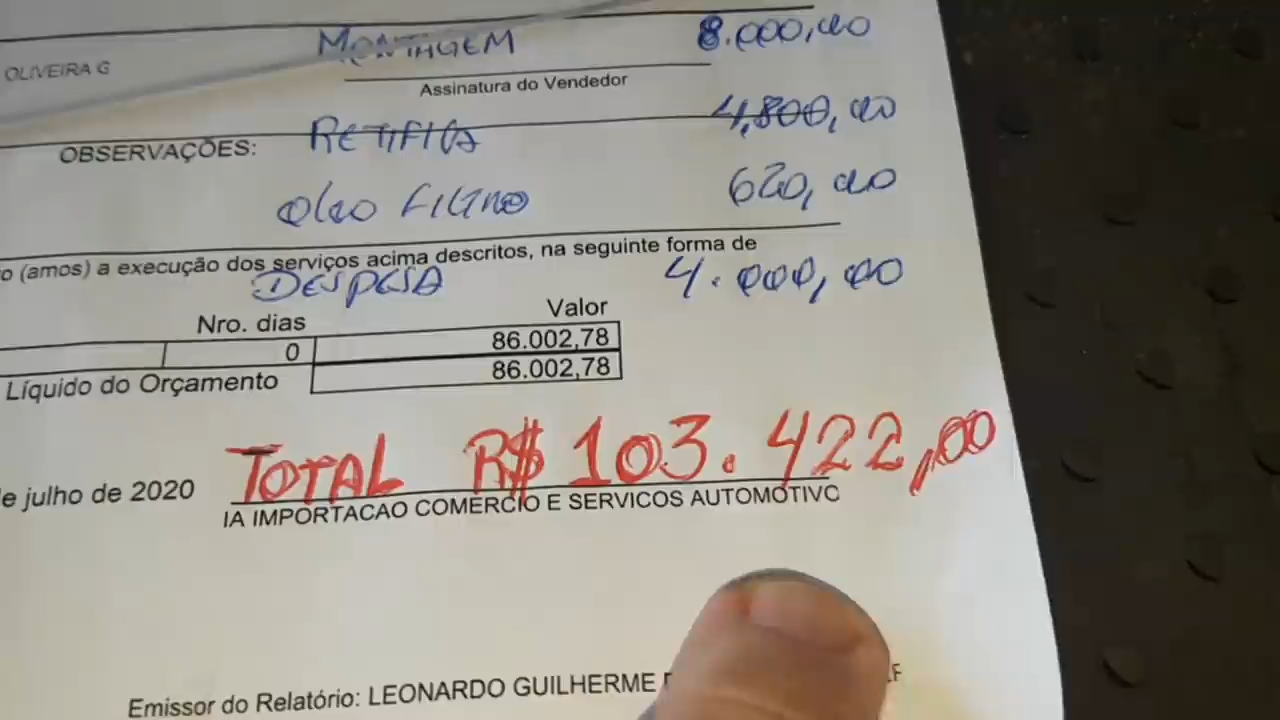 MONTAGEM 8.000,00
OLIVEIRA G
Assinatura do Vendedor
RETIFICA 4.800,00
OBSERVAÇÕES:
OLEO FILTRO 620,00
o (amos) a execução dos serviços acima descritos, na seguinte forma de
DESPESA 4.000,00
Nro. dias Valor
0 86.002,78
Líquido do Orçamento 86.002,78
TOTAL R$ 103.422,00
e julho de 2020
IA IMPORTACAO COMERCIO E SERVICOS AUTOMOTIVO
Emissor do Relatório: LEONARDO GUILHERME